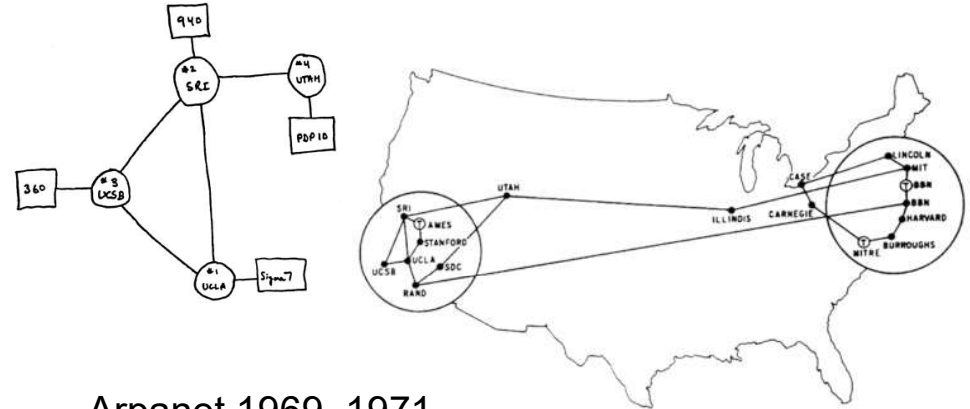 940
#2
SRI
#4
UTAH
PDP10
360
#3
UCSB
#1
UCLA
Sigma7
LINCOLN
MIT
CASE
T BBN
UTAH
BBN
SRI
ILLINOIS
CARNEGIE
HARVARD
T AMES
STANFORD
BURROUGHS
T
MITRE
UCSB
UCLA
SDC
RAND
Arpanet 1969, 1971